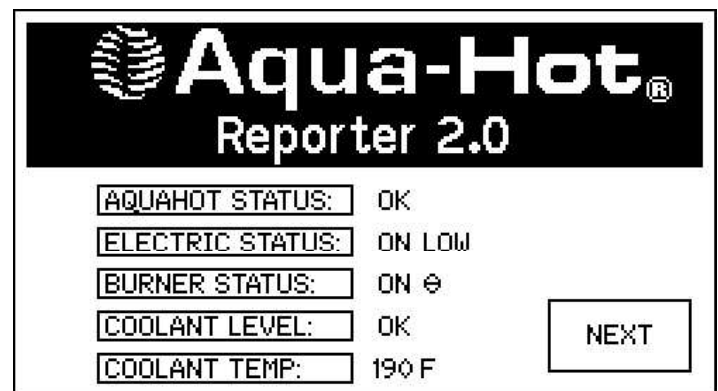 Aqua-Hot®
Reporter 2.0
AQUAHOT STATUS: OK
ELECTRIC STATUS: ON LOW
BURNER STATUS: ON ⊖
COOLANT LEVEL: OK
COOLANT TEMP: 190 F
NEXT